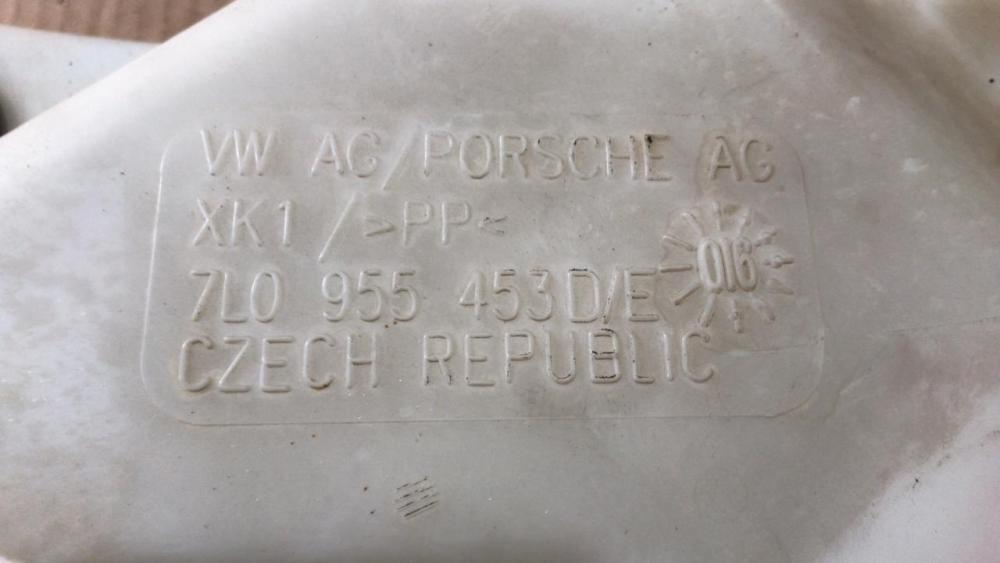 VW AG/PORSCHE AG
XK1 / >PP<
016
7L0 955 453D/E
CZECH REPUBLIC